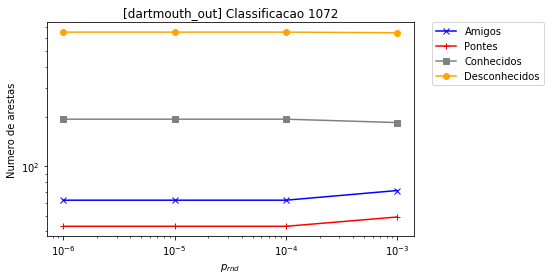 [dartmouth_out] Classificacao 1072
Numero de arestas
10²
10⁻⁶
10⁻⁵
10⁻⁴
10⁻³
p_rnd
Amigos
Pontes
Conhecidos
Desconhecidos